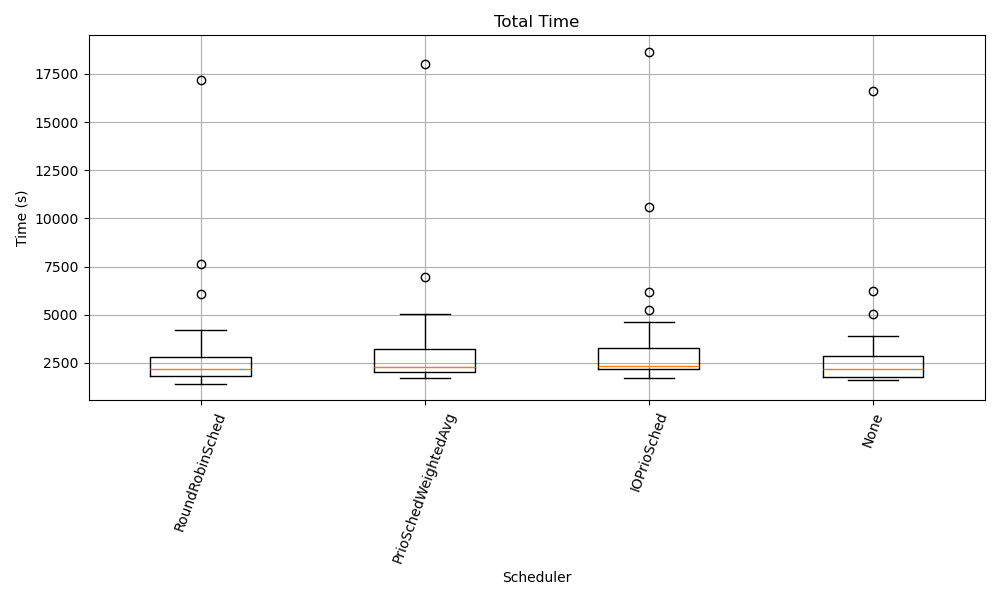 Total Time
Time (s)
17500
15000
12500
10000
7500
5000
2500
RoundRobinSched
PrioSchedWeightedAvg
IOPrioSched
None
Scheduler